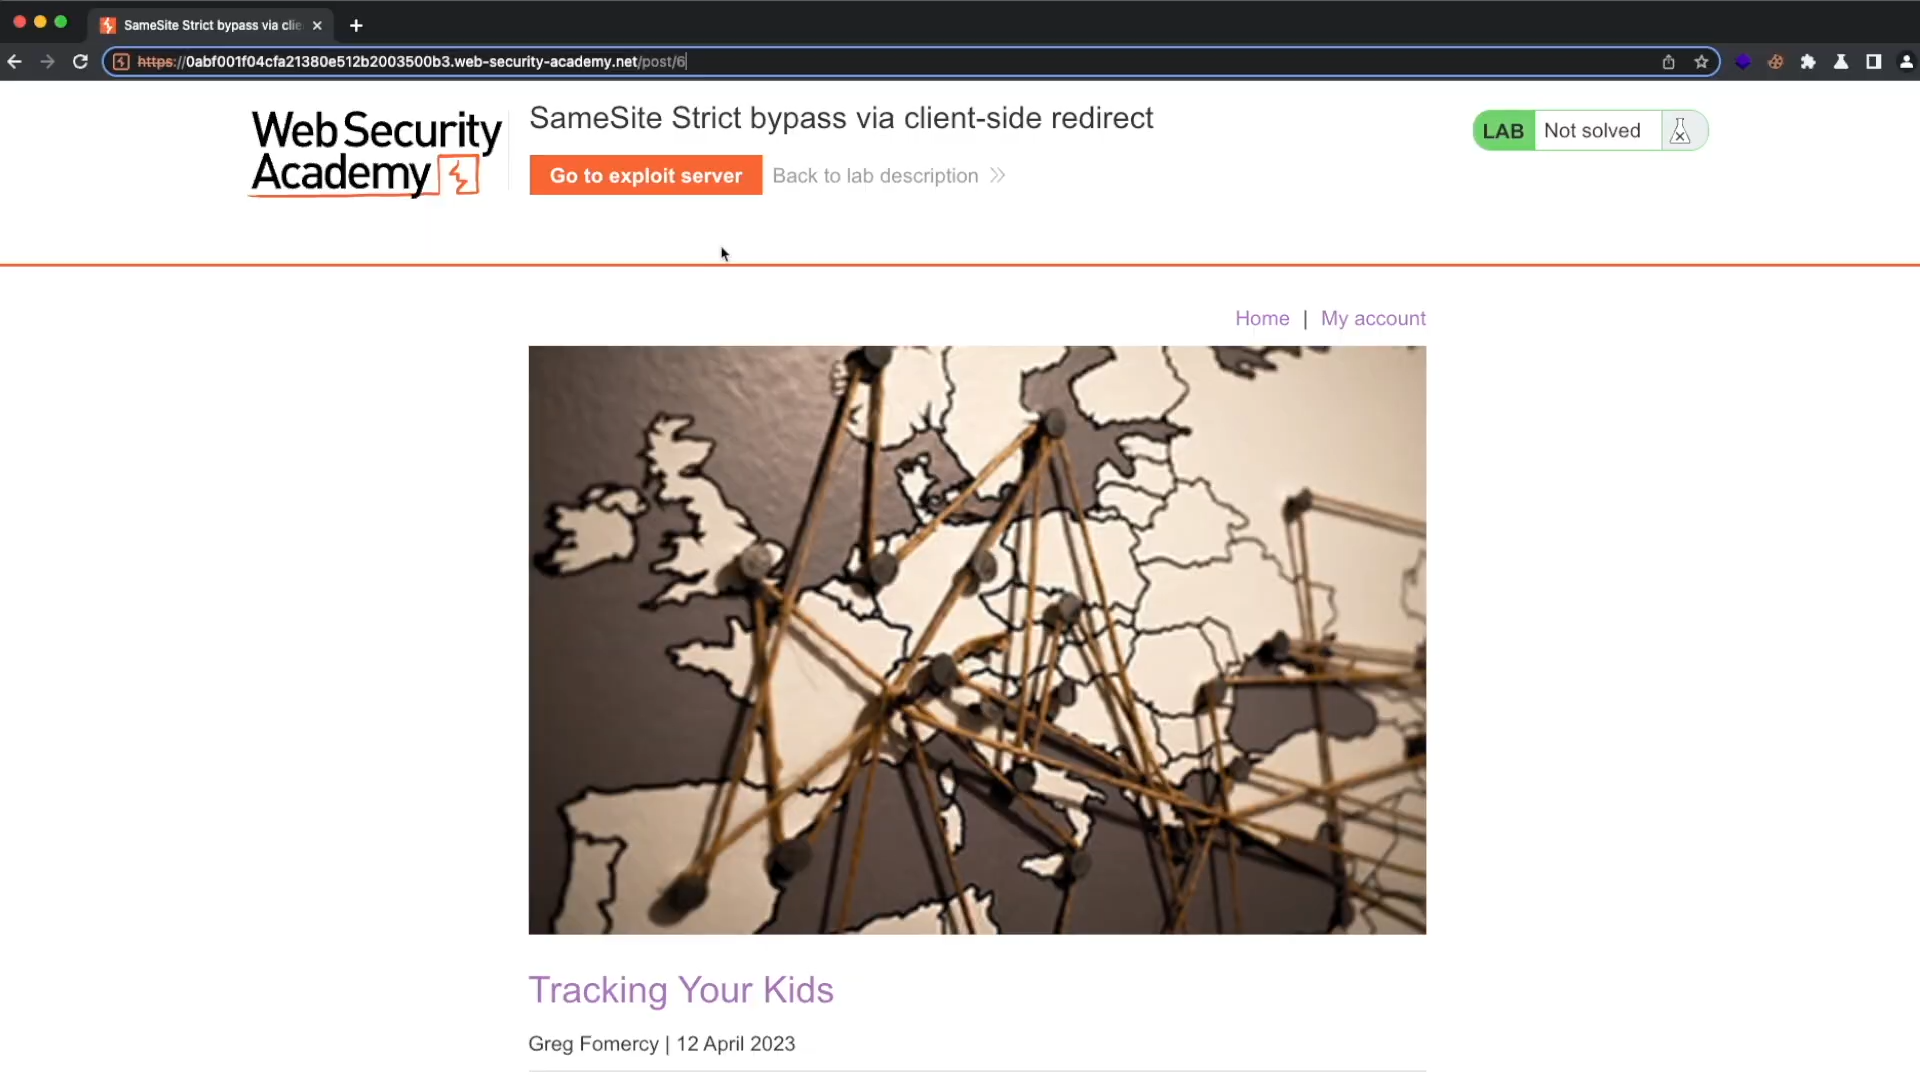 SameSite Strict bypass via clie
https://0abf001f04cfa21380e512b2003500b3.web-security-academy.net/post/6
Web Security
Academy
SameSite Strict bypass via client-side redirect
Go to exploit server
Back to lab description
LAB
Not solved
Home | My account
Tracking Your Kids
Greg Fomercy | 12 April 2023